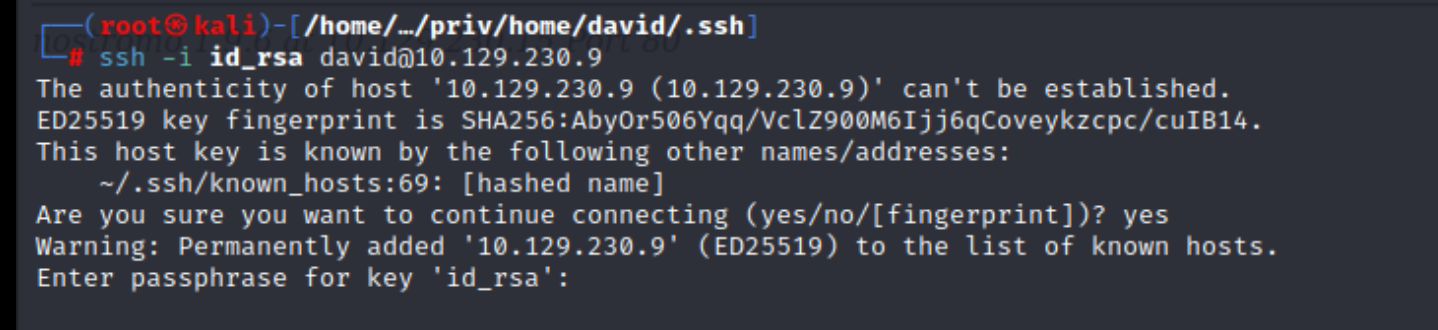 ┌──(root㉿kali)-[/home/…/priv/home/david/.ssh]
└─# ssh -i id_rsa david@10.129.230.9
The authenticity of host '10.129.230.9 (10.129.230.9)' can't be established.
ED25519 key fingerprint is SHA256:AbyOr506Yqq/VclZ900M6Ijj6qCoveykzcpc/cuIB14.
This host key is known by the following other names/addresses:
    ~/.ssh/known_hosts:69: [hashed name]
Are you sure you want to continue connecting (yes/no/[fingerprint])? yes
Warning: Permanently added '10.129.230.9' (ED25519) to the list of known hosts.
Enter passphrase for key 'id_rsa':